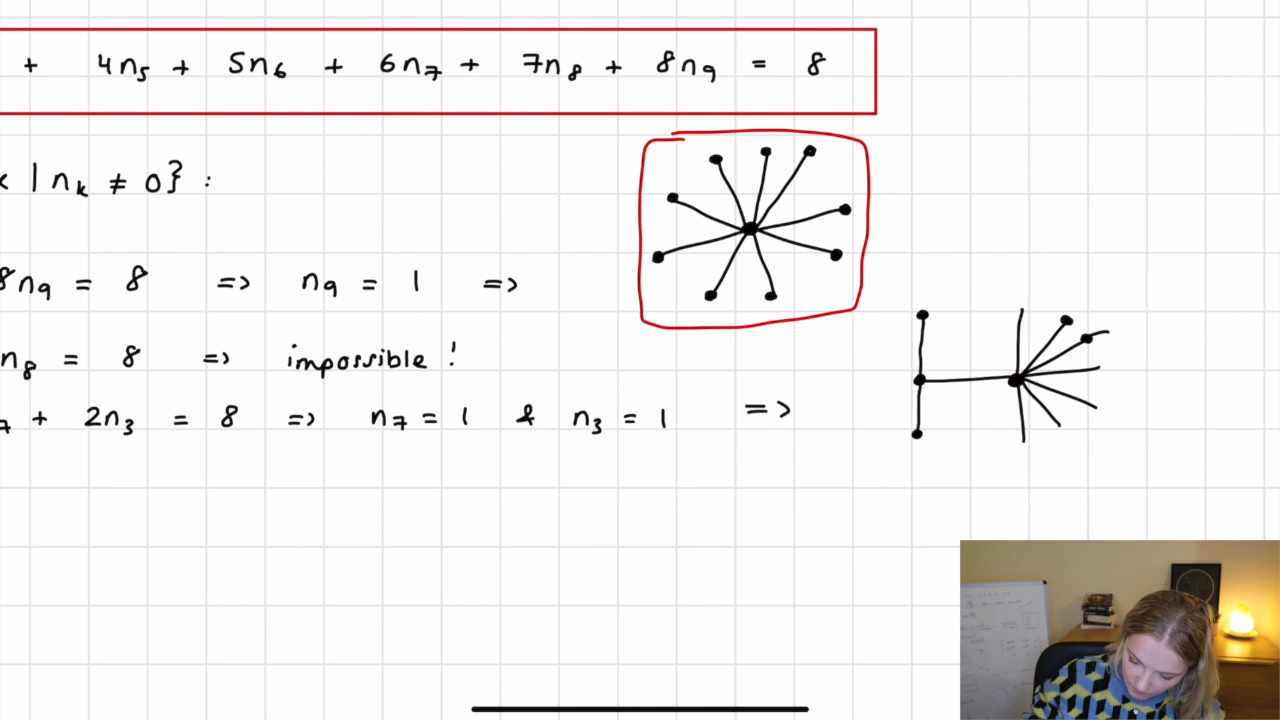 + 4n₅ + 5n₆ + 6n₇ + 7n₈ + 8n₉ = 8
| nₖ ≠ 0} :
8n₉ = 8 => n₉ = 1 =>
n₈ = 8 => impossible !
₇ + 2n₃ = 8 => n₇ = 1 & n₃ = 1 =>